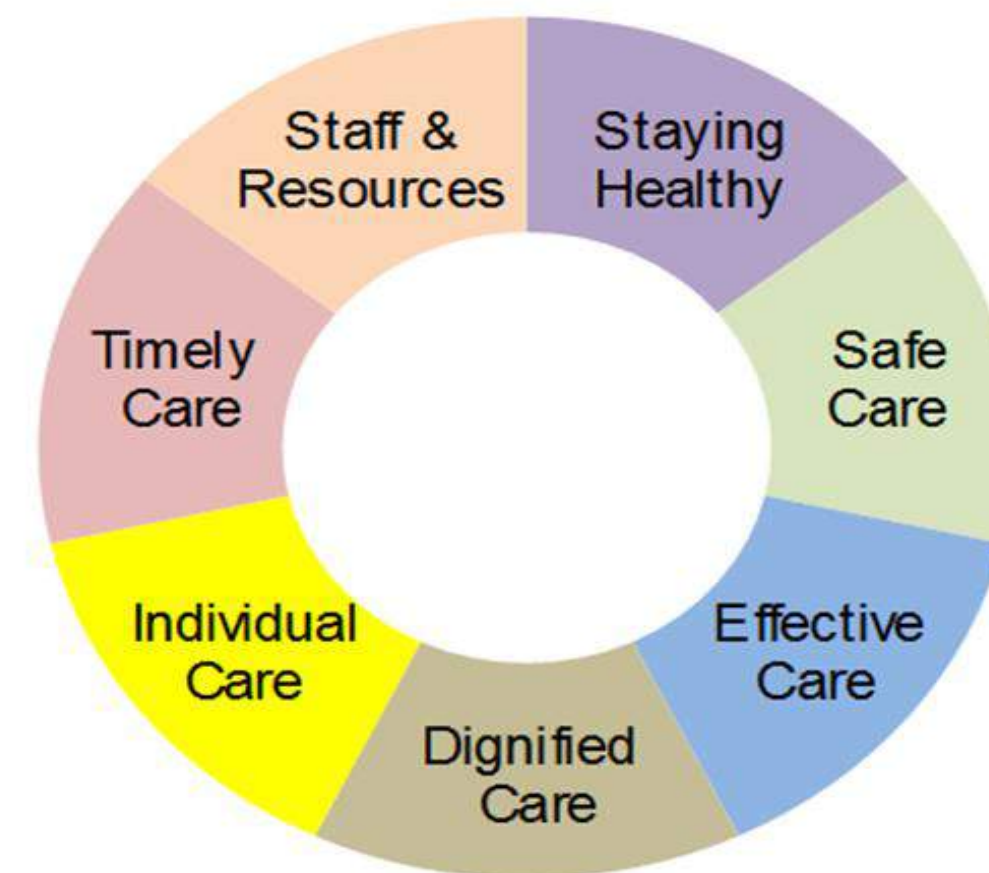 Staff &
Resources
Staying
Healthy
Safe
Care
Effective
Care
Dignified
Care
Individual
Care
Timely
Care